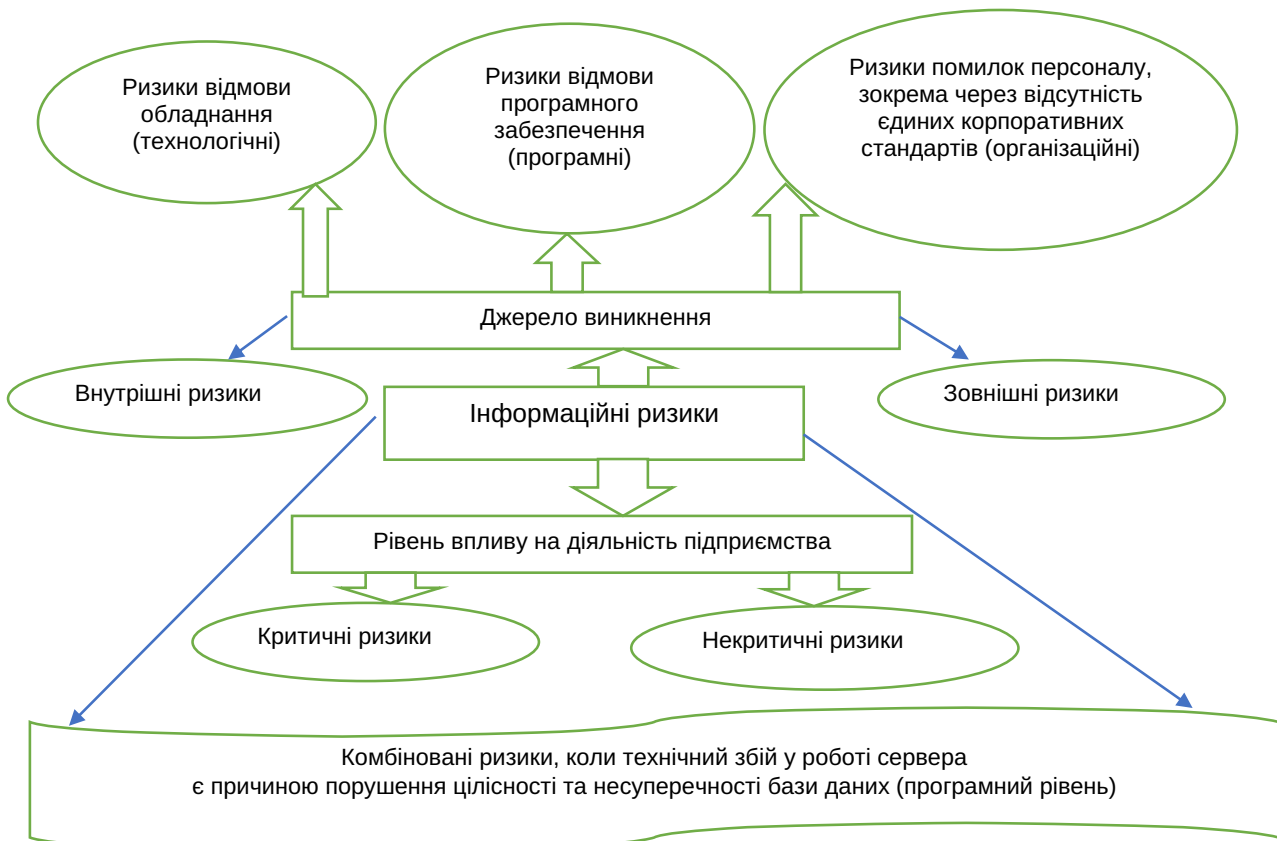 Ризики відмови
обладнання
(технологічні)
Ризики відмови
програмного
забезпечення
(програмні)
Ризики помилок персоналу,
зокрема через відсутність
єдиних корпоративних
стандартів (організаційні)
Джерело виникнення
Внутрішні ризики
Інформаційні ризики
Зовнішні ризики
Рівень впливу на діяльність підприємства
Критичні ризики
Некритичні ризики
Комбіновані ризики, коли технічний збій у роботі сервера
є причиною порушення цілісності та несуперечності бази даних (програмний рівень)